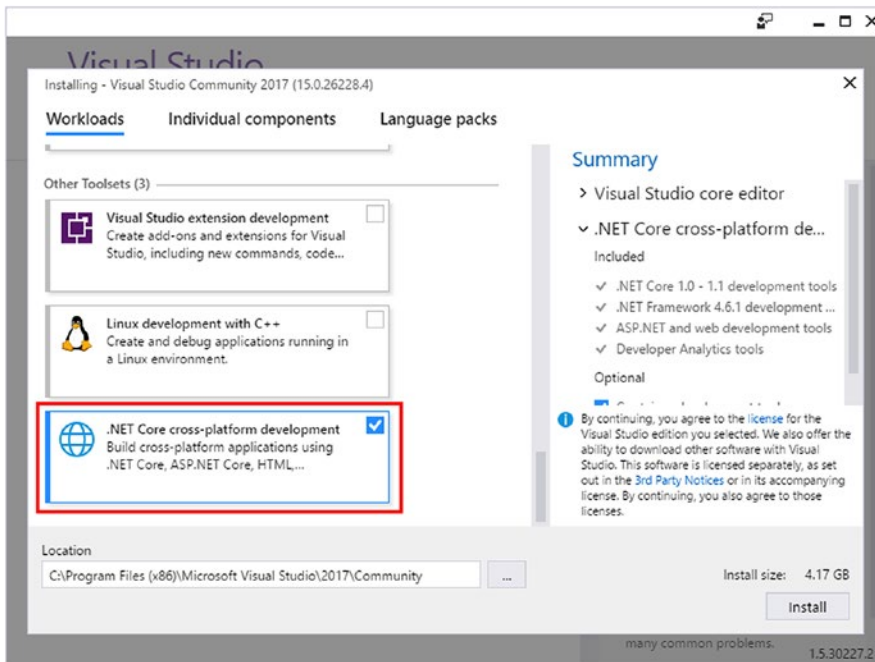 Visual Studio
Installing - Visual Studio Community 2017 (15.0.26228.4)
Workloads
Individual components
Language packs
Other Toolsets (3)
Visual Studio extension development
Create add-ons and extensions for Visual
Studio, including new commands, code...
Linux development with C++
Create and debug applications running in
a Linux environment.
.NET Core cross-platform development
Build cross-platform applications using
.NET Core, ASP.NET Core, HTML,...
Summary
Visual Studio core editor
.NET Core cross-platform de...
Included
.NET Core 1.0 - 1.1 development tools
.NET Framework 4.6.1 development ...
ASP.NET and web development tools
Developer Analytics tools
Optional
By continuing, you agree to the license for the
Visual Studio edition you selected. We also offer the
ability to download other software with Visual
Studio. This software is licensed separately, as set
out in the 3rd Party Notices or in its accompanying
license. By continuing, you also agree to those
licenses.
Location
C:\Program Files (x86)\Microsoft Visual Studio\2017\Community
...
Install size: 4.17 GB
Install
many common problems.
1.5.30227.2